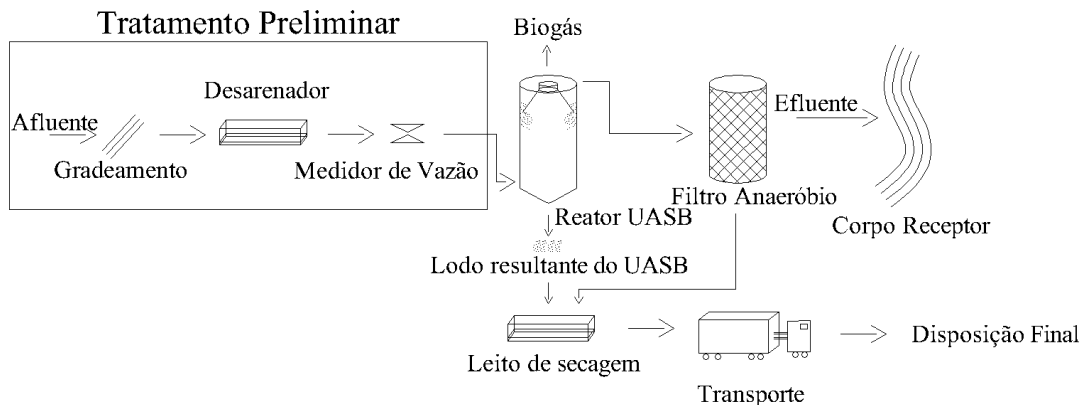 Tratamento Preliminar
Biogás
Desarenador
Afluente
Efluente
Gradeamento
Medidor de Vazão
Filtro Anaeróbio
Reator UASB
Corpo Receptor
Lodo resultante do UASB
Disposição Final
Leito de secagem
Transporte